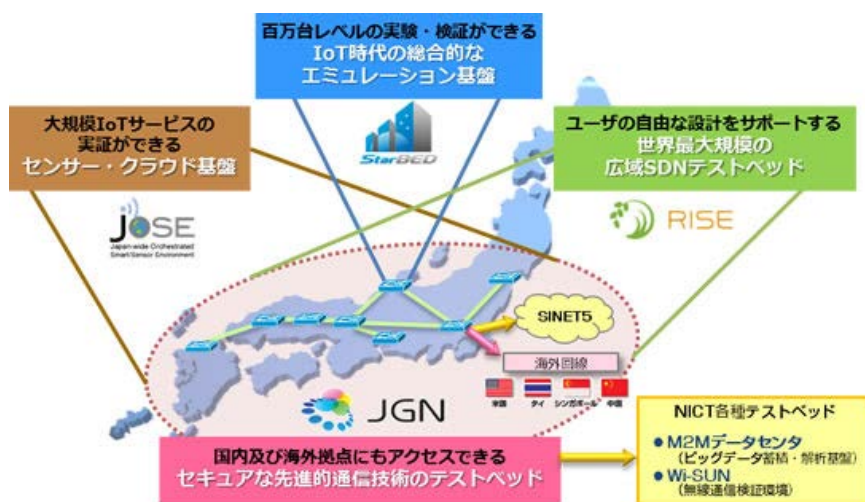 百万台レベルの実験・検証ができる
IoT時代の総合的な
エミュレーション基盤
大規模IoTサービスの
実証ができる
センサー・クラウド基盤
ユーザの自由な設計をサポートする
世界最大規模の
広域SDNテストベッド
StarBED
JOSE
Japan-wide Orchestrated
Smart/Sensor Environment
RISE
SINET5
海外回線
米国 タイ シンガポール 中国
JGN
国内及び海外拠点にもアクセスできる
セキュアな先進的通信技術のテストベッド
NICT各種テストベッド
● M2Mデータセンタ
(ビッグデータ蓄積・解析基盤)
● Wi-SUN
(無線通信検証環境)